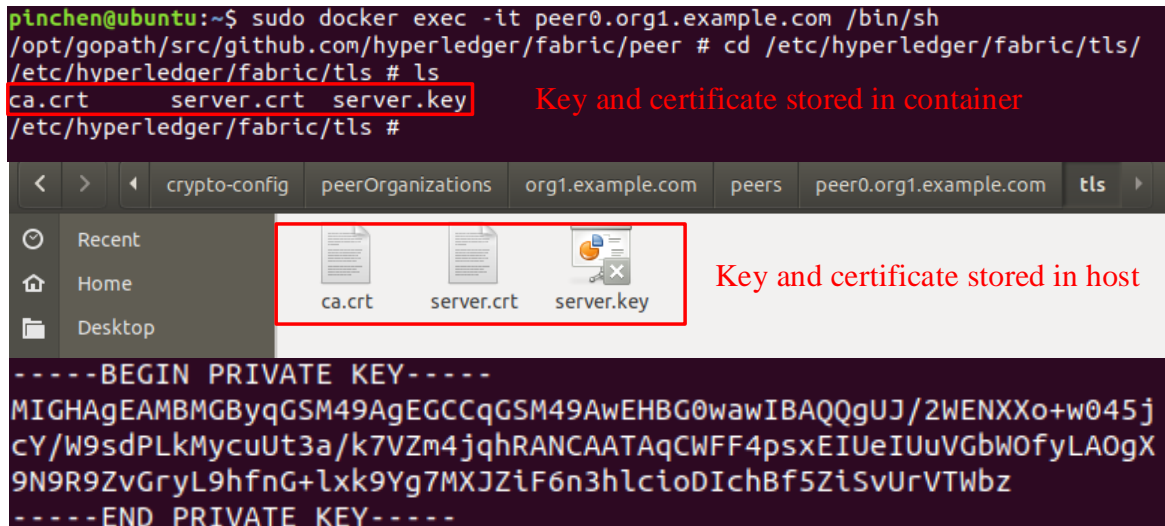 pinchen@ubuntu:~$ sudo docker exec -it peer0.org1.example.com /bin/sh
/opt/gopath/src/github.com/hyperledger/fabric/peer # cd /etc/hyperledger/fabric/tls/
/etc/hyperledger/fabric/tls # ls
ca.crt server.crt server.key Key and certificate stored in container
/etc/hyperledger/fabric/tls #
crypto-config peerOrganizations org1.example.com peers peer0.org1.example.com tls
Recent
Home
Desktop
ca.crt server.crt server.key
Key and certificate stored in host
-----BEGIN PRIVATE KEY-----
MIGHAgEAMBMGByqGSM49AgEGCCqGSM49AwEHBG0wawIBAQQgUJ/2WENXXo+w045j
cY/W9sdPLkMycuUt3a/k7VZm4jqhRANCAATAqCWFF4psxEIUeIUuVGbWOfyLAOgX
9N9R9ZvGryL9hfnG+lxk9Yg7MXJZiF6n3hlcioDIchBf5ZiSvUrVTWbz
-----END PRIVATE KEY-----